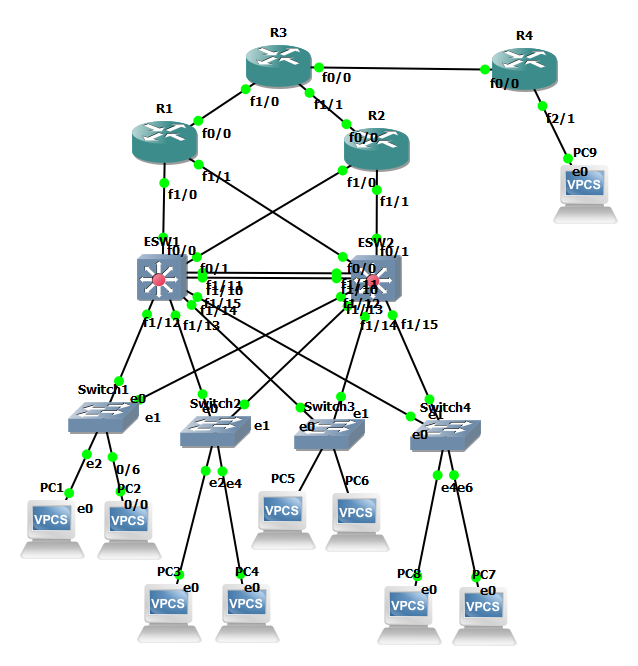 R3
R4
f0/0
f0/0
f1/0
f1/1
R1
R2
f0/0
f0/0
f2/1
PC9
e0
VPCS
f1/0
f1/1
f1/0
f1/1
ESW1
ESW2
f0/0
f0/1
f0/1
f0/0
f1/11
f1/11
f1/10
f1/10
f1/15
f1/12
f1/14
f1/13
f1/12
f1/13
f1/14
f1/15
Switch1
e0
e1
Switch2
e0
e1
Switch3
e0
e1
Switch4
e1
e0
e2
0/6
e2
e4
e4
e6
PC1
e0
VPCS
PC2
0/0
VPCS
PC5
VPCS
PC6
VPCS
PC3
e0
VPCS
PC4
e0
VPCS
PC8
e0
VPCS
PC7
e0
VPCS